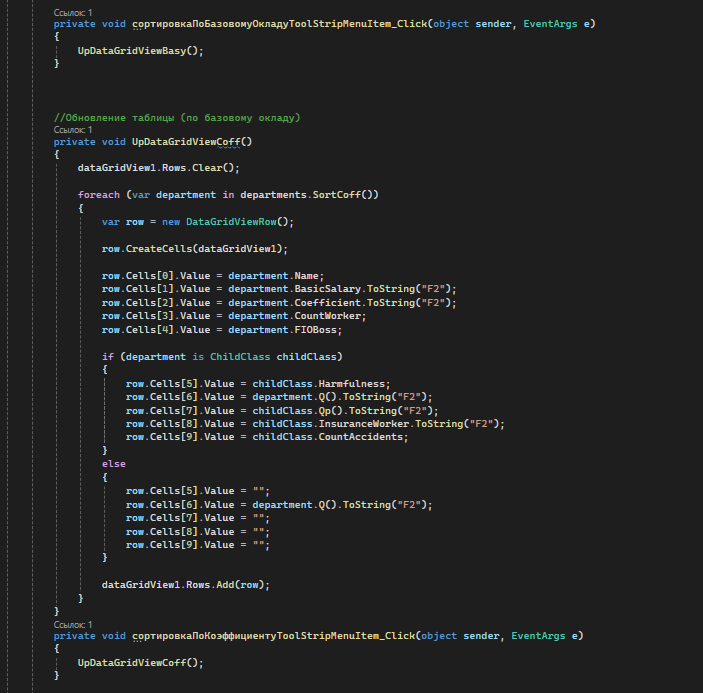 Ссылок: 1
private void сортировкаПоБазовомуОкладуToolStripMenuItem_Click(object sender, EventArgs e)
{
UpDataGridViewBasy();
}
//Обновление таблицы (по базовому окладу)
Ссылок: 1
private void UpDataGridViewCoff()
{
dataGridView1.Rows.Clear();
foreach (var department in departments.SortCoff())
{
var row = new DataGridViewRow();
row.CreateCells(dataGridView1);
row.Cells[0].Value = department.Name;
row.Cells[1].Value = department.BasicSalary.ToString("F2");
row.Cells[2].Value = department.Coefficient.ToString("F2");
row.Cells[3].Value = department.CountWorker;
row.Cells[4].Value = department.FIOBoss;
if (department is ChildClass childClass)
{
row.Cells[5].Value = childClass.Harmfulness;
row.Cells[6].Value = department.Q().ToString("F2");
row.Cells[7].Value = childClass.Qp().ToString("F2");
row.Cells[8].Value = childClass.InsuranceWorker.ToString("F2");
row.Cells[9].Value = childClass.CountAccidents;
}
else
{
row.Cells[5].Value = "";
row.Cells[6].Value = department.Q().ToString("F2");
row.Cells[7].Value = "";
row.Cells[8].Value = "";
row.Cells[9].Value = "";
}
dataGridView1.Rows.Add(row);
}
}
Ссылок: 1
private void сортировкаПоКоэффициентуToolStripMenuItem_Click(object sender, EventArgs e)
{
UpDataGridViewCoff();
}